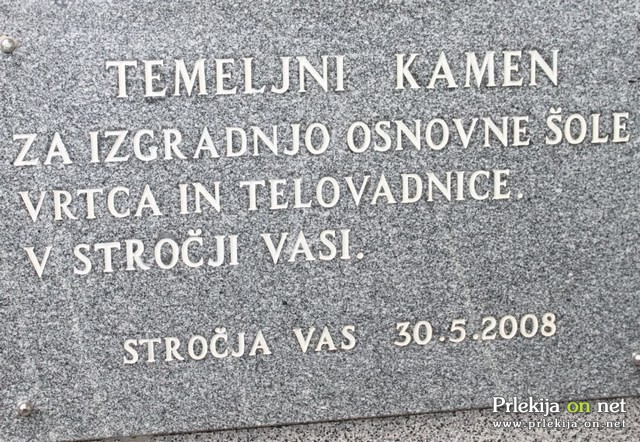 TEMELJNI KAMEN
ZA IZGRADNJO OSNOVNE ŠOLE
VRTCA IN TELOVADNICE
V STROČJI VASI.
STROČJA VAS 30.5.2008
Prlekija on net
www.prlekija-on.net